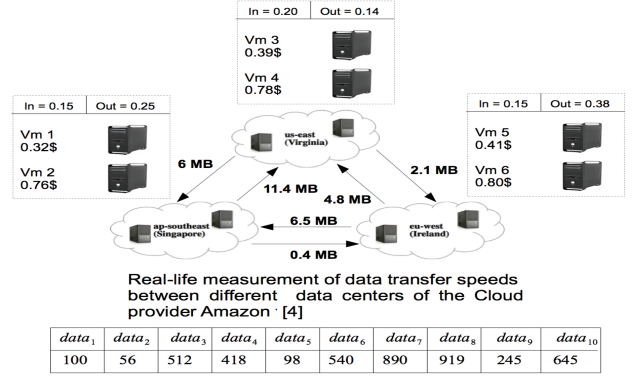 In = 0.20 Out = 0.14
Vm 3
0.39$
Vm 4
0.78$
In = 0.15 Out = 0.25
Vm 1
0.32$
Vm 2
0.76$
In = 0.15 Out = 0.38
Vm 5
0.41$
Vm 6
0.80$
us-east
(Virginia)
6 MB
2.1 MB
11.4 MB
4.8 MB
ap-southeast
(Singapore)
6.5 MB
eu-west
(Ireland)
0.4 MB
Real-life measurement of data transfer speeds
between different data centers of the Cloud
provider Amazon [4]
data1 data2 data3 data4 data5 data6 data7 data8 data9 data10
100 56 512 418 98 540 890 919 245 645